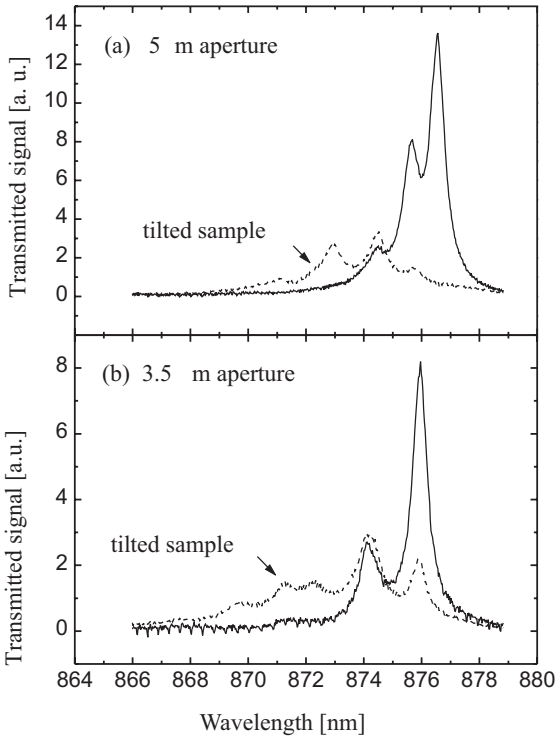 (a) 5 m aperture
14
12
10
8
6
4
2
0
Transmitted signal [a. u.]
tilted sample
(b) 3.5 m aperture
8
6
4
2
0
Transmitted signal [a.u.]
tilted sample
864 866 868 870 872 874 876 878 880
Wavelength [nm]